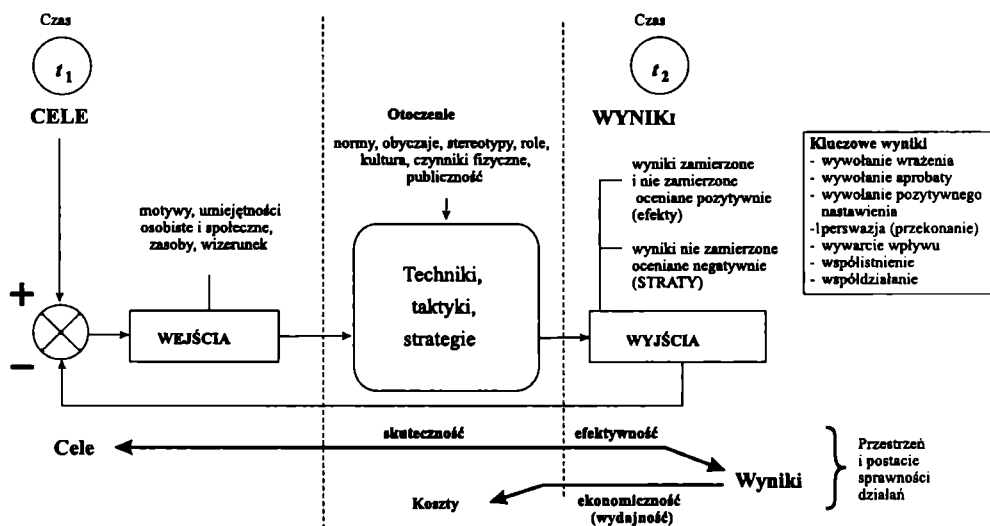 Czas
t1
CELE
motywy, umiejętności
osobiste i społeczne,
zasoby, wizerunek
+
−
WEJŚCIA
Otoczenie
normy, obyczaje, stereotypy, role,
kultura, czynniki fizyczne,
publiczność
Techniki,
taktyki,
strategie
Czas
t2
WYNIKI
wyniki zamierzone
i nie zamierzone
oceniane pozytywnie
(efekty)
wyniki nie zamierzone
oceniane negatywnie
(STRATY)
WYJŚCIA
Kluczowe wyniki
- wywołanie wrażenia
- wywołanie aprobaty
- wywołanie pozytywnego
nastawienia
- perswazja (przekonanie)
- wywarcie wpływu
- współistnienie
- współdziałanie
Cele
skuteczność
efektywność
Wyniki
Koszty
ekonomiczność
(wydajność)
Przestrzeń
i postacie
sprawności
działań